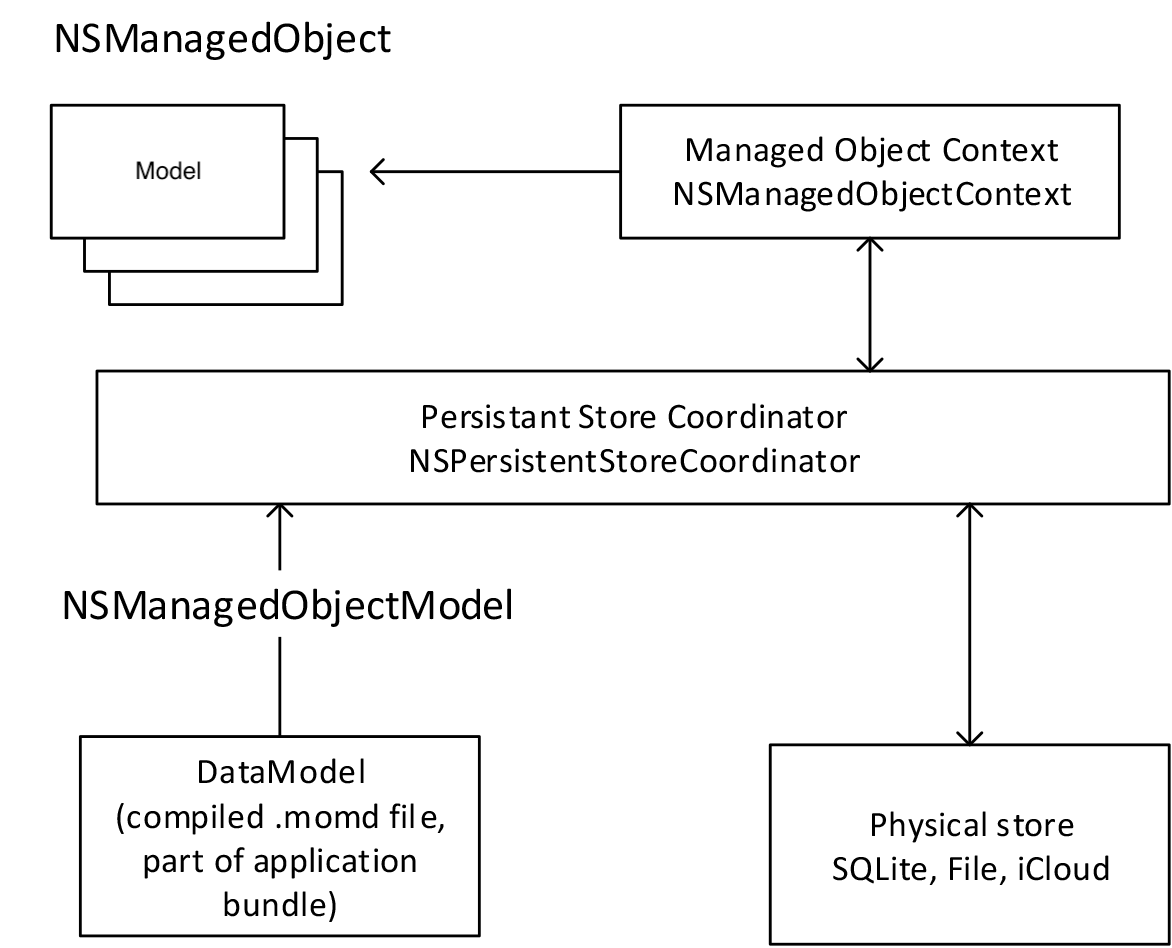 NSManagedObject
Model
Managed Object Context
NSManagedObjectContext
Persistant Store Coordinator
NSPersistentStoreCoordinator
NSManagedObjectModel
DataModel
(compiled .momd file,
part of application
bundle)
Physical store
SQLite, File, iCloud